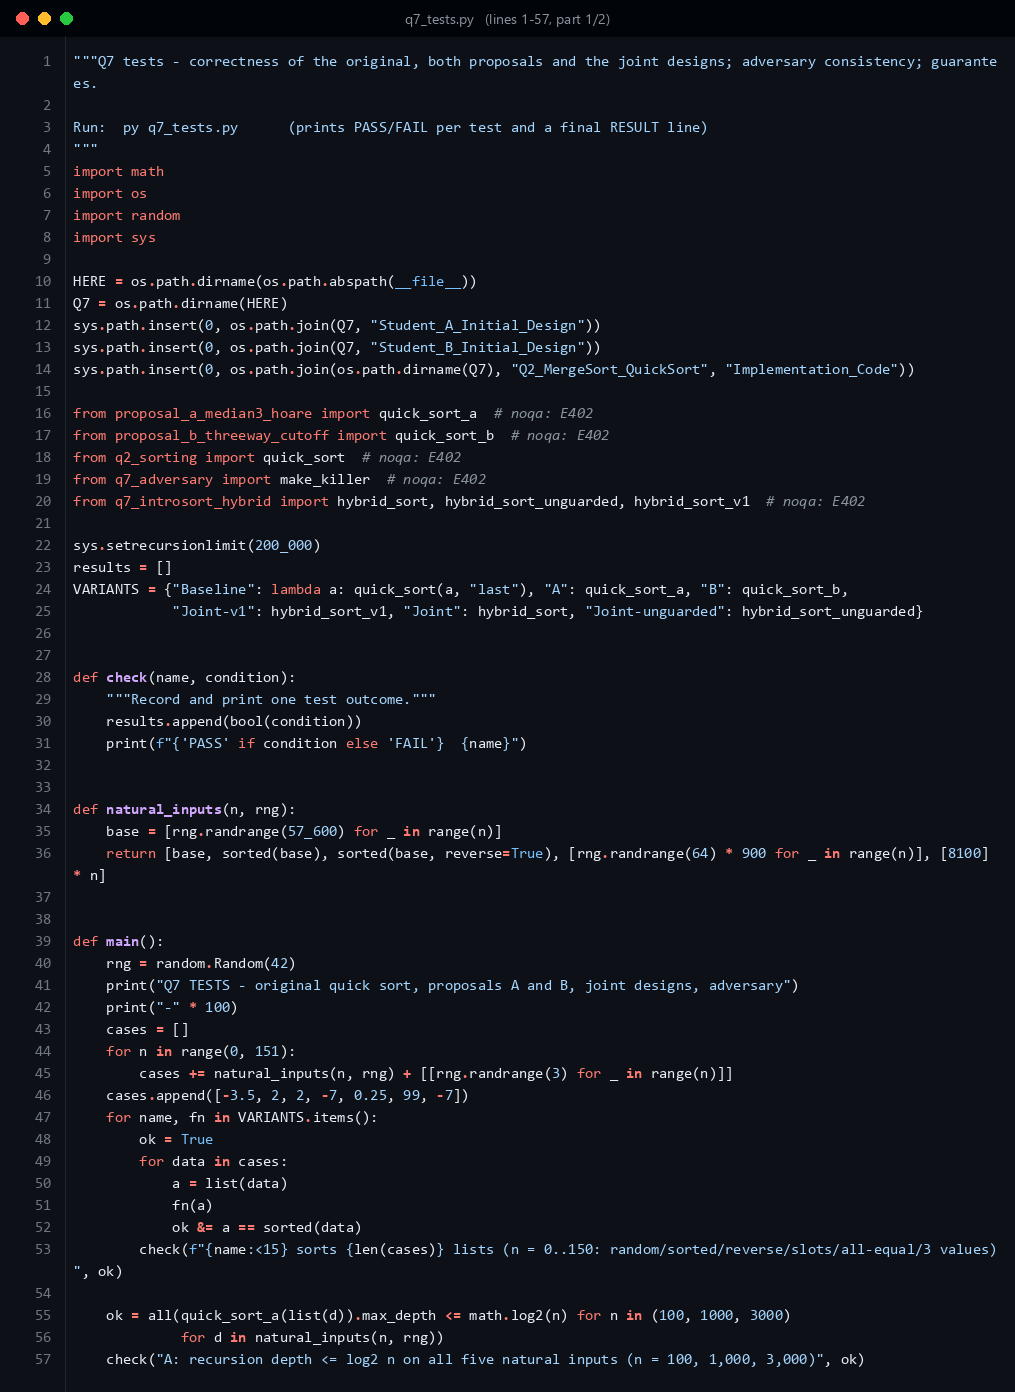 q7_tests.py   (lines 1-57, part 1/2)
1 """Q7 tests - correctness of the original, both proposals and the joint designs; adversary consistency; guarante
es.
2
3 Run:  py q7_tests.py      (prints PASS/FAIL per test and a final RESULT line)
4 """
5 import math
6 import os
7 import random
8 import sys
9
10 HERE = os.path.dirname(os.path.abspath(__file__))
11 Q7 = os.path.dirname(HERE)
12 sys.path.insert(0, os.path.join(Q7, "Student_A_Initial_Design"))
13 sys.path.insert(0, os.path.join(Q7, "Student_B_Initial_Design"))
14 sys.path.insert(0, os.path.join(os.path.dirname(Q7), "Q2_MergeSort_QuickSort", "Implementation_Code"))
15
16 from proposal_a_median3_hoare import quick_sort_a  # noqa: E402
17 from proposal_b_threeway_cutoff import quick_sort_b  # noqa: E402
18 from q2_sorting import quick_sort  # noqa: E402
19 from q7_adversary import make_killer  # noqa: E402
20 from q7_introsort_hybrid import hybrid_sort, hybrid_sort_unguarded, hybrid_sort_v1  # noqa: E402
21
22 sys.setrecursionlimit(200_000)
23 results = []
24 VARIANTS = {"Baseline": lambda a: quick_sort(a, "last"), "A": quick_sort_a, "B": quick_sort_b,
25             "Joint-v1": hybrid_sort_v1, "Joint": hybrid_sort, "Joint-unguarded": hybrid_sort_unguarded}
26
27
28 def check(name, condition):
29     """Record and print one test outcome."""
30     results.append(bool(condition))
31     print(f"{'PASS' if condition else 'FAIL'}  {name}")
32
33
34 def natural_inputs(n, rng):
35     base = [rng.randrange(57_600) for _ in range(n)]
36     return [base, sorted(base), sorted(base, reverse=True), [rng.randrange(64) * 900 for _ in range(n)], [8100]
* n]
37
38
39 def main():
40     rng = random.Random(42)
41     print("Q7 TESTS - original quick sort, proposals A and B, joint designs, adversary")
42     print("-" * 100)
43     cases = []
44     for n in range(0, 151):
45         cases += natural_inputs(n, rng) + [[rng.randrange(3) for _ in range(n)]]
46     cases.append([-3.5, 2, 2, -7, 0.25, 99, -7])
47     for name, fn in VARIANTS.items():
48         ok = True
49         for data in cases:
50             a = list(data)
51             fn(a)
52             ok &= a == sorted(data)
53         check(f"{name:<15} sorts {len(cases)} lists (n = 0..150: random/sorted/reverse/slots/all-equal/3 values)
", ok)
54
55     ok = all(quick_sort_a(list(d)).max_depth <= math.log2(n) for n in (100, 1000, 3000)
56              for d in natural_inputs(n, rng))
57     check("A: recursion depth <= log2 n on all five natural inputs (n = 100, 1,000, 3,000)", ok)